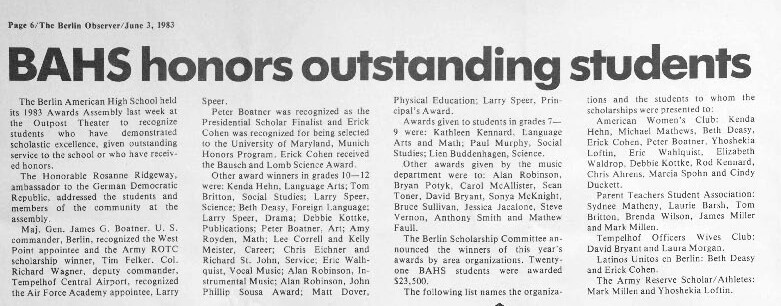 Page 6/The Berlin Observer/June 3, 1983
BAHS honors outstanding students
The Berlin American High School held
its 1983 Awards Assembly last week at
the Outpost Theater to recognize
students who have demonstrated
scholastic excellence, given outstanding
service to the school or who have receiv-
ed honors.
The Honorable Rosanne Ridgeway,
ambassador to the German Democratic
Republic, addressed the students and
members of the community at the
assembly.
Maj. Gen. James G. Boatner, U. S.
commander, Berlin, recognized the West
Point appointee and the Army ROTC
scholarship winner, Tim Felker. Col.
Richard Wagner, deputy commander,
Tempelhof Central Airport, recognized
the Air Force Academy appointee, Larry
Speer.
Peter Boatner was recognized as the
Presidential Scholar Finalist and Erick
Cohen was recognized for being selected
to the University of Maryland, Munich
Honors Program. Erick Cohen received
the Bausch and Lomb Science Award.
Other award winners in grades 10—12
were: Kenda Hehn, Language Arts; Tom
Britton, Social Studies; Larry Speer,
Science; Beth Deasy, Foreign Language;
Larry Speer, Drama; Debbie Kottke,
Publications; Peter Boatner, Art; Amy
Royden, Math; Lee Correll and Kelly
Meister, Career; Chris Eichner and
Richard St. John, Service; Eric Walh-
quist, Vocal Music; Alan Robinson, In-
strumental Music; Alan Robinson, John
Phillip Sousa Award; Matt Dover,
Physical Education; Larry Speer, Prin-
cipal's Award.
Awards given to students in grades 7—
9 were: Kathleen Kennard, Language
Arts and Math; Paul Murphy, Social
Studies; Lien Buddenhagen, Science.
Other awards given by the music
department were to: Alan Robinson,
Bryan Potyk, Carol McAllister, Sean
Toner, David Bryant, Sonya McKnight,
Bruce Sullivan, Jessica Jacalone, Steve
Vernon, Anthony Smith and Mathew
Faull.
The Berlin Scholarship Committee an-
nounced the winners of this year's
awards by area organizations. Twenty-
one BAHS students were awarded
$23,500.
The following list names the organiza-
tions and the students to whom the
scholarships were presented to:
American Women's Club: Kenda
Hehn, Michael Mathews, Beth Deasy,
Erick Cohen, Peter Boatner, Yhoshekia
Loftin, Eric Wahlquist, Elizabeth
Waldrop, Debbie Kottke, Rod Kennard,
Chris Ahrens, Marcia Spohn and Cindy
Duckett.
Parent Teachers Student Association:
Sydnee Matheny, Laurie Barsh, Tom
Britton, Brenda Wilson, James Miller
and Mark Millen.
Tempelhof Officers Wives Club:
David Bryant and Laura Morgan.
Latinos Unitos en Berlin: Beth Deasy
and Erick Cohen.
The Army Reserve Scholar/Athletes:
Mark Millen and Yhoshekia Loftin.